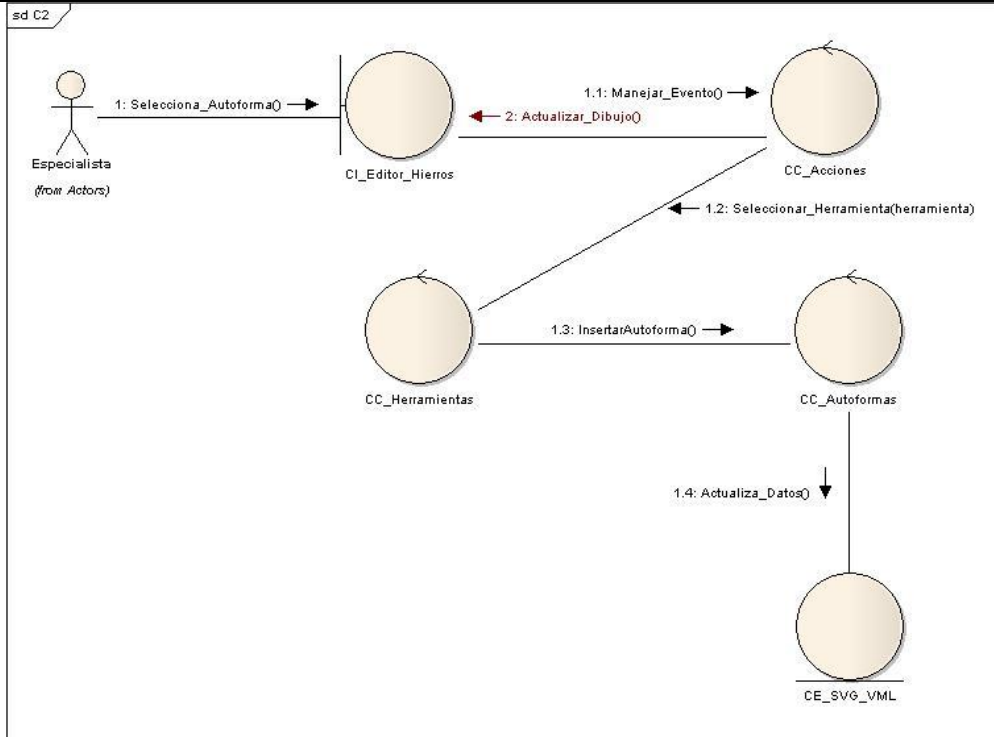 sd C2
1: Selecciona_Autoforma()
1.1: Manejar_Evento()
2: Actualizar_Dibujo()
Especialista
(from Actors)
CI_Editor_Hierros
CC_Acciones
1.2: Seleccionar_Herramienta(herramienta)
1.3: InsertarAutoforma()
CC_Herramientas
CC_Autoformas
1.4: Actualiza_Datos()
CE_SVG_VML